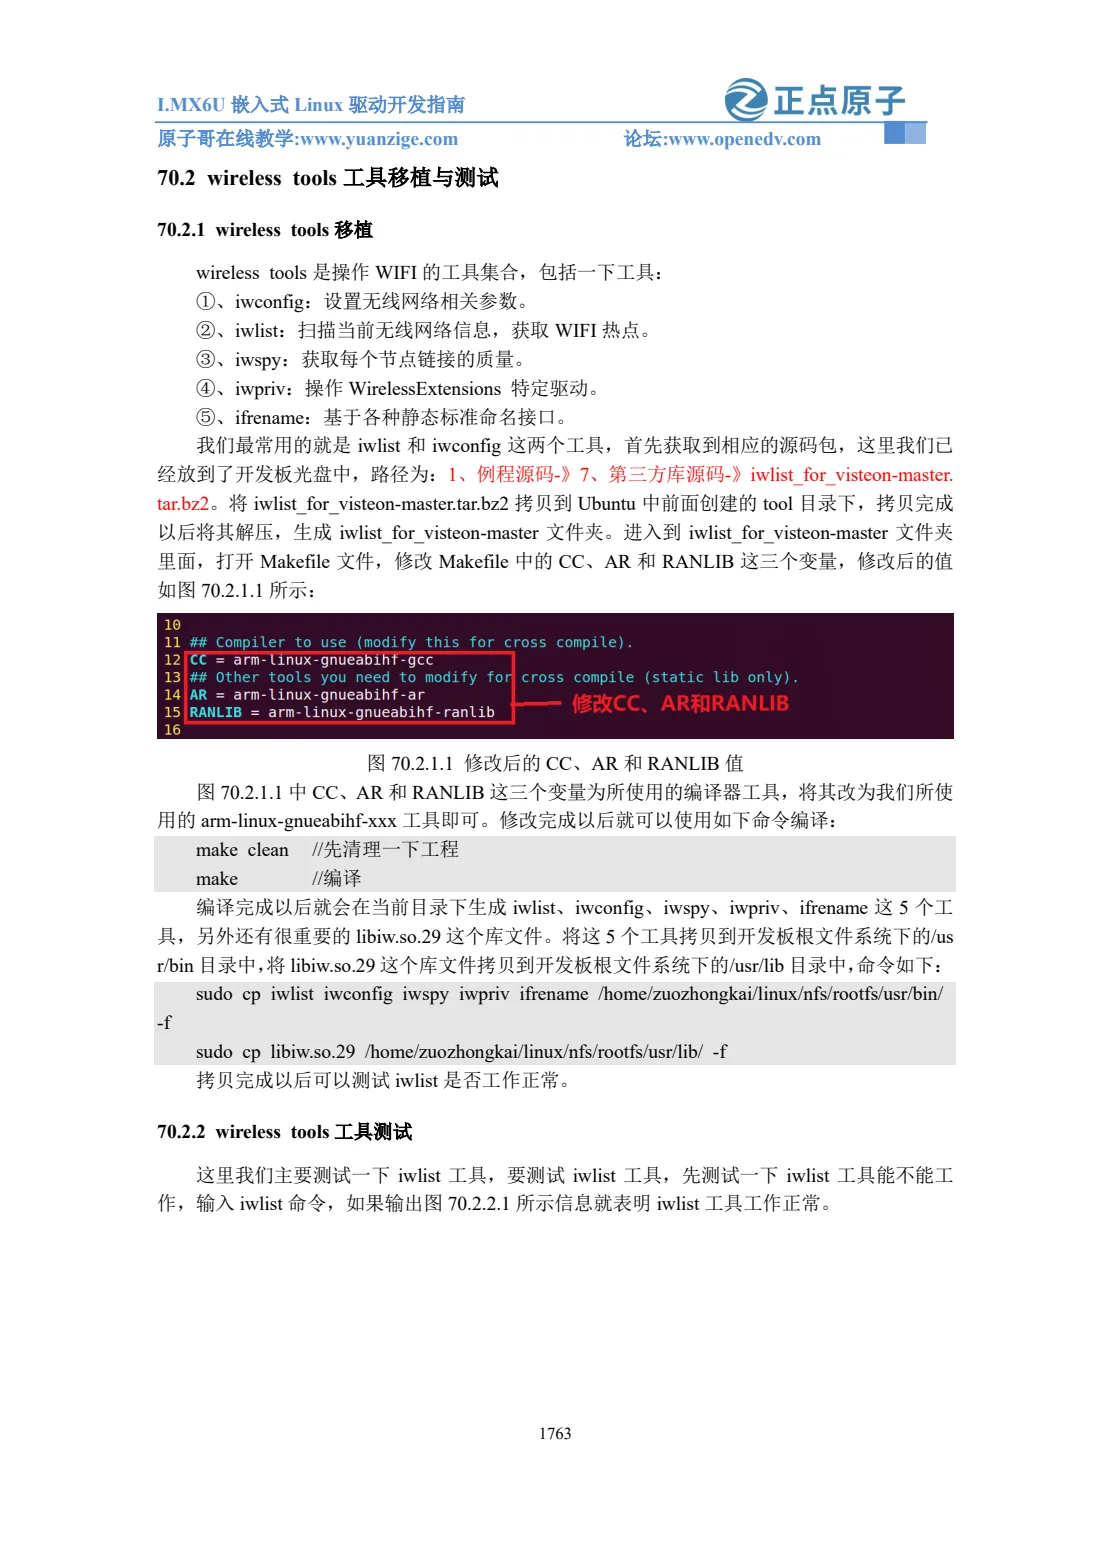 I.MX6U 嵌入式 Linux 驱动开发指南
正点原子
原子哥在线教学:www.yuanzige.com 论坛:www.openedv.com
70.2 wireless tools 工具移植与测试
70.2.1 wireless tools 移植
wireless tools 是操作 WIFI 的工具集合，包括一下工具：
①、iwconfig：设置无线网络相关参数。
②、iwlist：扫描当前无线网络信息，获取 WIFI 热点。
③、iwspy：获取每个节点链接的质量。
④、iwpriv：操作 WirelessExtensions 特定驱动。
⑤、ifrename：基于各种静态标准命名接口。
我们最常用的就是 iwlist 和 iwconfig 这两个工具，首先获取到相应的源码包，这里我们已
经放到了开发板光盘中，路径为：1、例程源码-》7、第三方库源码-》iwlist_for_visteon-master.
tar.bz2。将 iwlist_for_visteon-master.tar.bz2 拷贝到 Ubuntu 中前面创建的 tool 目录下，拷贝完成
以后将其解压，生成 iwlist_for_visteon-master 文件夹。进入到 iwlist_for_visteon-master 文件夹
里面，打开 Makefile 文件，修改 Makefile 中的 CC、AR 和 RANLIB 这三个变量，修改后的值
如图 70.2.1.1 所示：
10
11 ## Compiler to use (modify this for cross compile).
12 CC = arm-linux-gnueabihf-gcc
13 ## Other tools you need to modify for cross compile (static lib only).
14 AR = arm-linux-gnueabihf-ar
15 RANLIB = arm-linux-gnueabihf-ranlib
修改CC、AR和RANLIB
16
图 70.2.1.1 修改后的 CC、AR 和 RANLIB 值
图 70.2.1.1 中 CC、AR 和 RANLIB 这三个变量为所使用的编译器工具，将其改为我们所使
用的 arm-linux-gnueabihf-xxx 工具即可。修改完成以后就可以使用如下命令编译：
make clean //先清理一下工程
make //编译
编译完成以后就会在当前目录下生成 iwlist、iwconfig、iwspy、iwpriv、ifrename 这 5 个工
具，另外还有很重要的 libiw.so.29 这个库文件。将这 5 个工具拷贝到开发板根文件系统下的/us
r/bin 目录中，将 libiw.so.29 这个库文件拷贝到开发板根文件系统下的/usr/lib 目录中，命令如下：
sudo cp iwlist iwconfig iwspy iwpriv ifrename /home/zuozhongkai/linux/nfs/rootfs/usr/bin/
-f
sudo cp libiw.so.29 /home/zuozhongkai/linux/nfs/rootfs/usr/lib/ -f
拷贝完成以后可以测试 iwlist 是否工作正常。
70.2.2 wireless tools 工具测试
这里我们主要测试一下 iwlist 工具，要测试 iwlist 工具，先测试一下 iwlist 工具能不能工
作，输入 iwlist 命令，如果输出图 70.2.2.1 所示信息就表明 iwlist 工具工作正常。
1763